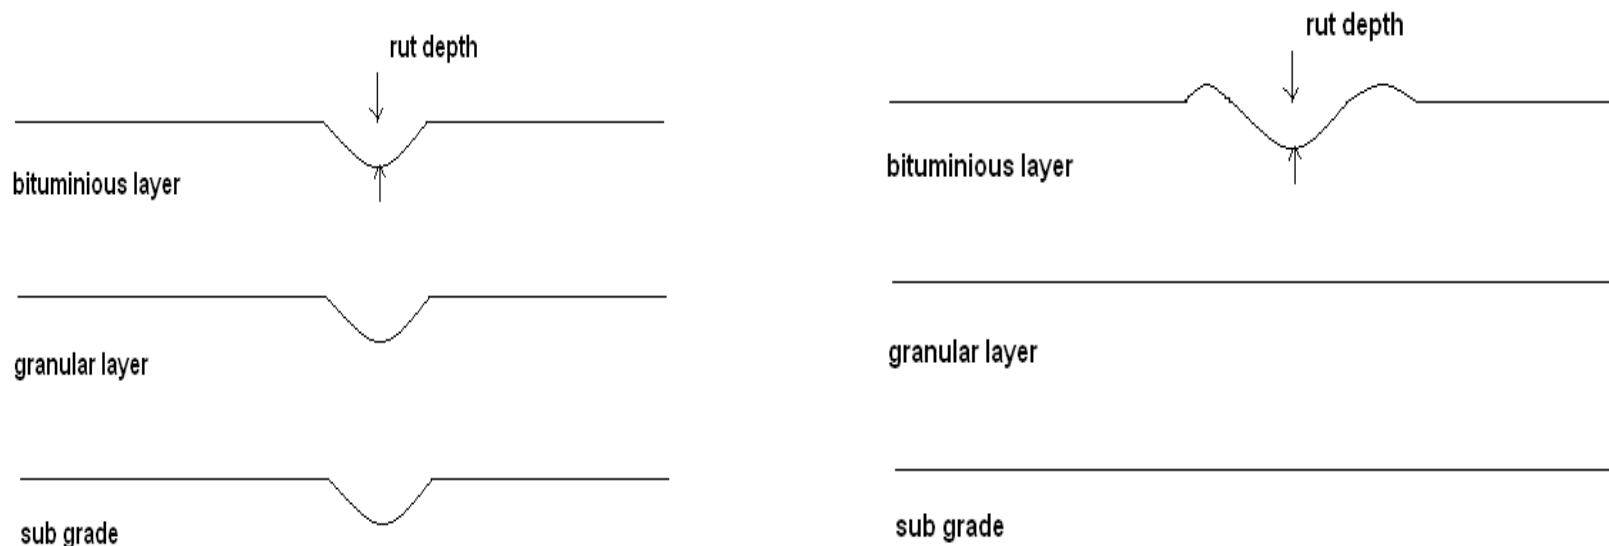 rut depth
bituminious layer
granular layer
sub grade
rut depth
bituminious layer
granular layer
sub grade